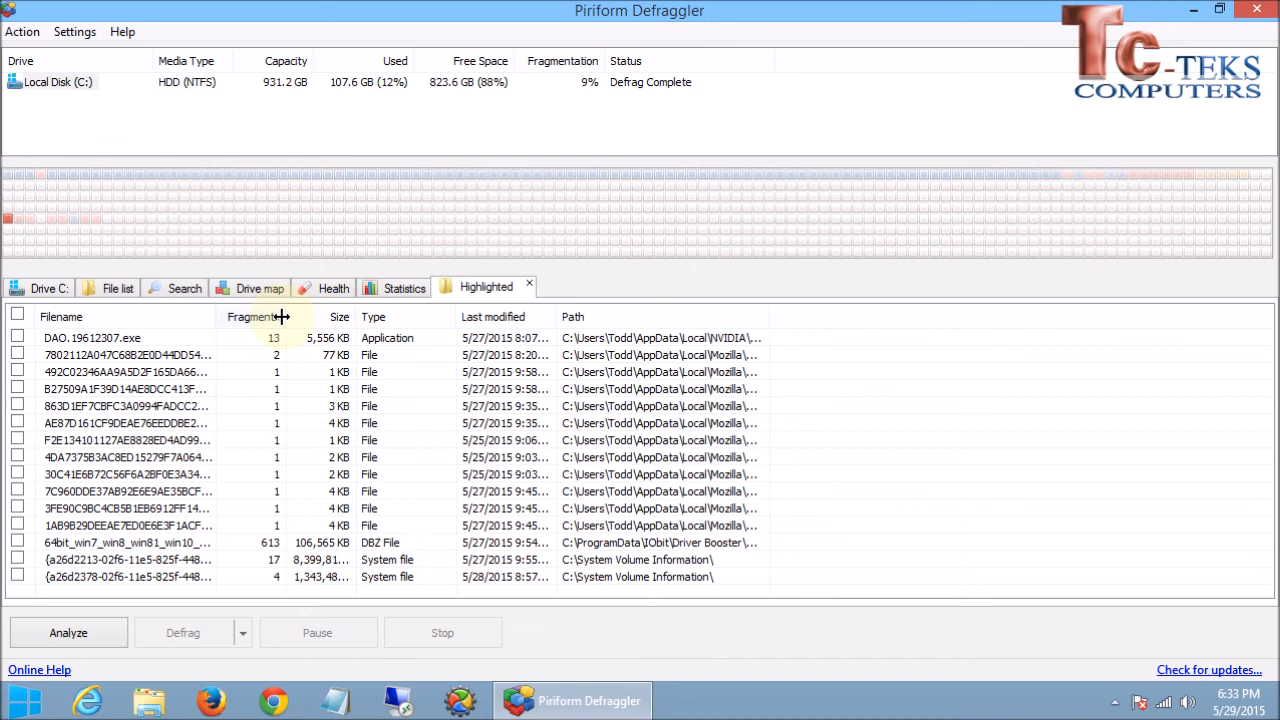 Piriform Defraggler
Action Settings Help
TC-TEKS
COMPUTERS
Drive Media Type Capacity Used Free Space Fragmentation Status
Local Disk (C:) HDD (NTFS) 931.2 GB 107.6 GB (12%) 823.6 GB (88%) 9% Defrag Complete
Drive C: File list Search Drive map Health Statistics Highlighted
Filename Fragments Size Type Last modified Path
DAO.19612307.exe 13 5,556 KB Application 5/27/2015 8:07... C:\Users\Todd\AppData\Local\NVIDIA\...
7802112A047C68B2E0D44DD54... 2 77 KB File 5/27/2015 8:20... C:\Users\Todd\AppData\Local\Mozilla\...
492C02346AA9A5D2F165DA66... 1 1 KB File 5/27/2015 9:58... C:\Users\Todd\AppData\Local\Mozilla\...
B27509A1F39D14AE8DCC413F... 1 1 KB File 5/27/2015 9:58... C:\Users\Todd\AppData\Local\Mozilla\...
863D1EF7CBFC3A0994FADCC2... 1 3 KB File 5/27/2015 9:35... C:\Users\Todd\AppData\Local\Mozilla\...
AE87D161CF9DEAE76EEDDBE2... 1 4 KB File 5/27/2015 9:35... C:\Users\Todd\AppData\Local\Mozilla\...
F2E134101127AE8828ED4AD99... 1 1 KB File 5/25/2015 9:06... C:\Users\Todd\AppData\Local\Mozilla\...
4DA7375B3AC8ED15279F7A064... 1 2 KB File 5/25/2015 9:03... C:\Users\Todd\AppData\Local\Mozilla\...
30C41E6B72C56F6A2BF0E3A34... 1 2 KB File 5/25/2015 9:03... C:\Users\Todd\AppData\Local\Mozilla\...
7C960DDE37AB92E6E9AE35BCF... 1 4 KB File 5/27/2015 9:45... C:\Users\Todd\AppData\Local\Mozilla\...
3FE90C9BC4CB5B1EB6912FF14... 1 4 KB File 5/27/2015 9:45... C:\Users\Todd\AppData\Local\Mozilla\...
1AB9B29DEEAE7ED0E6E3F1ACF... 1 4 KB File 5/27/2015 9:45... C:\Users\Todd\AppData\Local\Mozilla\...
64bit_win7_win8_win81_win10_... 613 106,565 KB DBZ File 5/27/2015 9:54... C:\ProgramData\IObit\Driver Booster\...
{a26d2213-02f6-11e5-825f-448... 17 8,399,81... System file 5/27/2015 9:55... C:\System Volume Information\
{a26d2378-02f6-11e5-825f-448... 4 1,343,48... System file 5/28/2015 8:57... C:\System Volume Information\
Analyze Defrag Pause Stop
Online Help Check for updates...
Piriform Defraggler 6:33 PM
5/29/2015